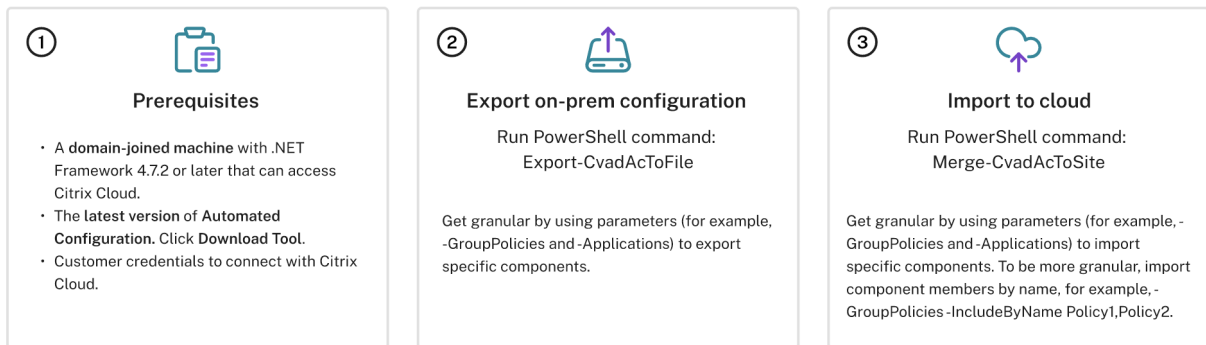 1
Prerequisites
• A domain-joined machine with .NET
Framework 4.7.2 or later that can access
Citrix Cloud.
• The latest version of Automated
Configuration. Click Download Tool.
• Customer credentials to connect with Citrix
Cloud.
2
Export on-prem configuration
Run PowerShell command:
Export-CvadAcToFile
Get granular by using parameters (for example,
-GroupPolicies and -Applications) to export
specific components.
3
Import to cloud
Run PowerShell command:
Merge-CvadAcToSite
Get granular by using parameters (for example, -
GroupPolicies and -Applications) to import
specific components. To be more granular, import
component members by name, for example, -
GroupPolicies -IncludeByName Policy1,Policy2.